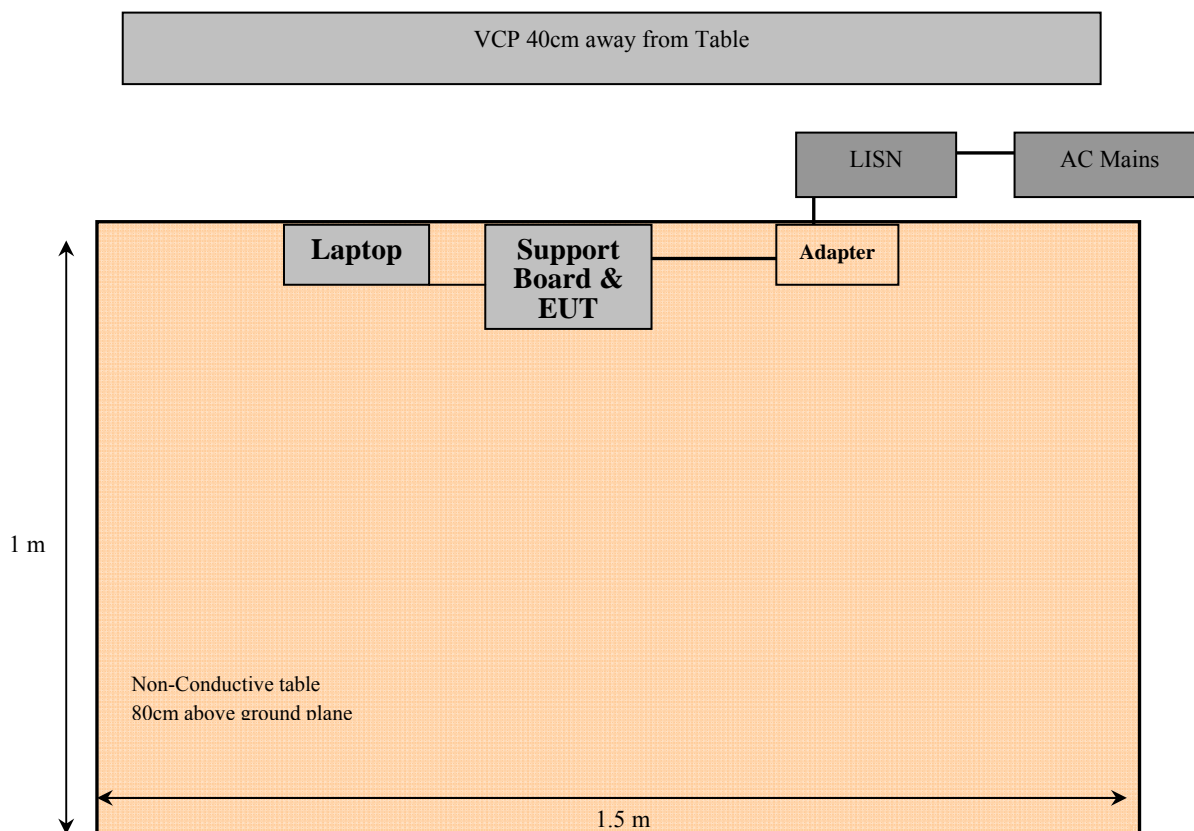 VCP 40cm away from Table
LISN
AC Mains
Laptop
Support
Board &
EUT
Adapter
1 m
Non-Conductive table
80cm above ground plane
1.5 m